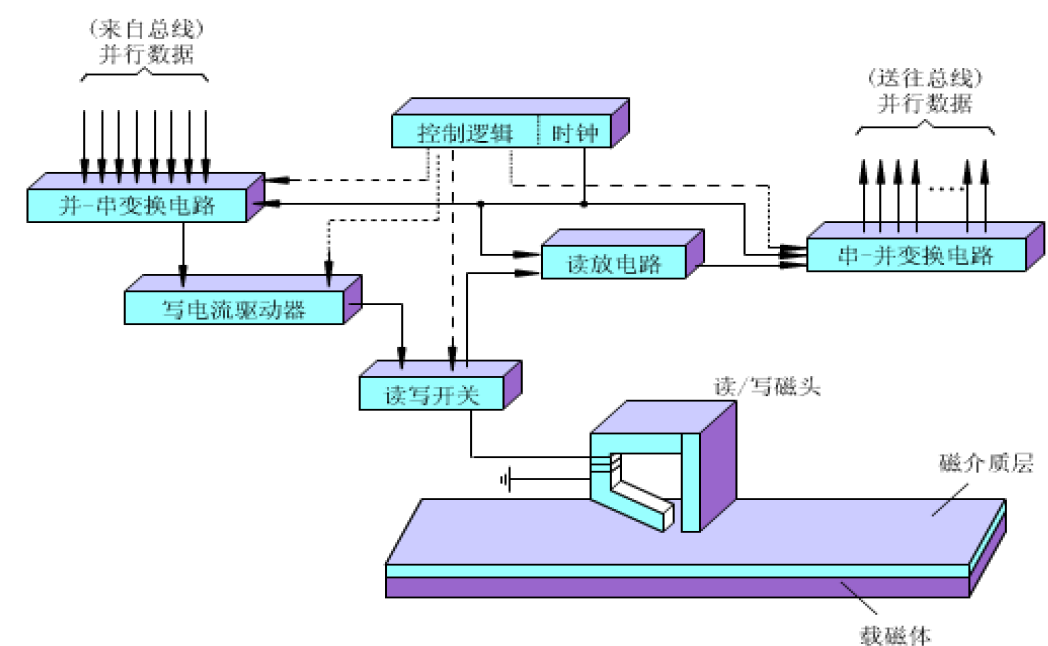 (来自总线)
并行数据
(送往总线)
并行数据
控制逻辑 时钟
并-串变换电路
读放电路
串-并变换电路
写电流驱动器
读写开关
读/写磁头
磁介质层
载磁体